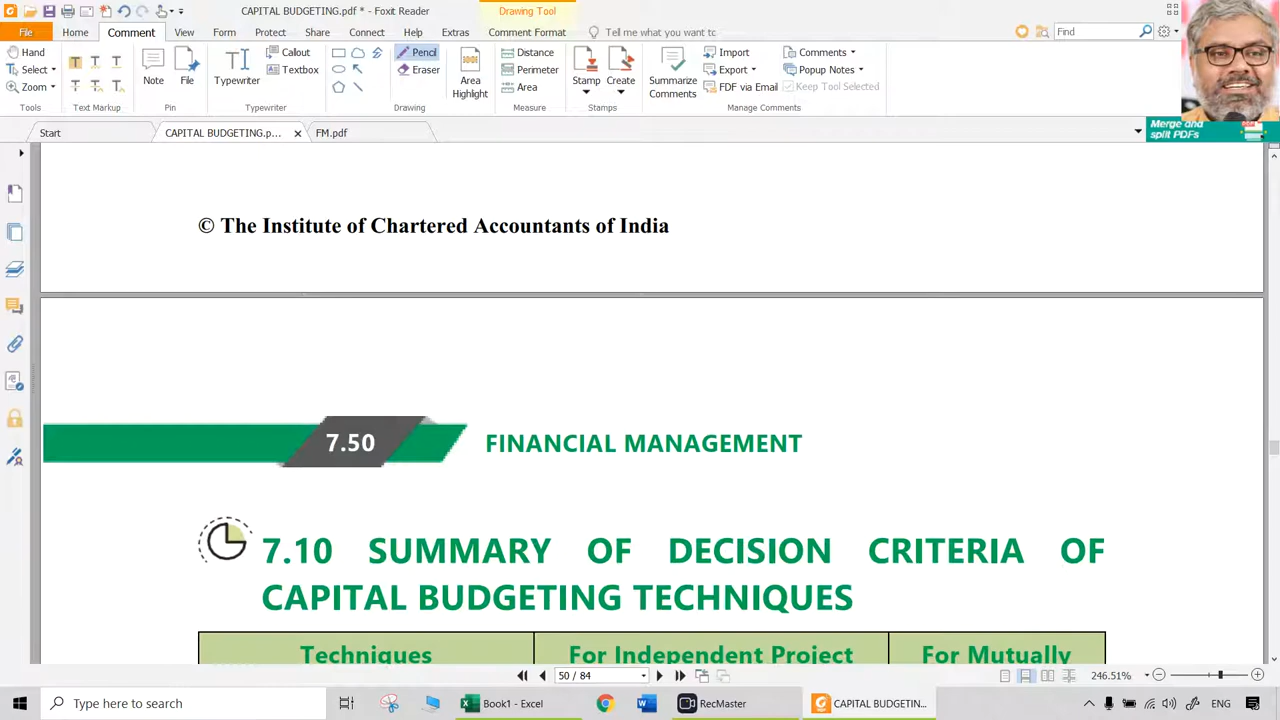 CAPITAL BUDGETING.pdf * - Foxit Reader
Drawing Tool
File Home Comment View Form Protect Share Connect Help Extras Comment Format Tell me what you want to Find
Hand
Select
Zoom
Tools
T T T
T T T
Text Markup
Note
File
Pin
Typewriter
Callout
Textbox
Typewriter
Pencil
Eraser
Drawing
Area
Highlight
Distance
Perimeter
Area
Measure
Stamp Create
Stamps
Summarize
Comments
Import
Export
FDF via Email
Comments
Popup Notes
Keep Tool Selected
Manage Comments
Start CAPITAL BUDGETING.p... FM.pdf
Merge and
split PDFs
© The Institute of Chartered Accountants of India
7.50 FINANCIAL MANAGEMENT
7.10 SUMMARY OF DECISION CRITERIA OF
CAPITAL BUDGETING TECHNIQUES
Techniques For Independent Project For Mutually
50 / 84 246.51%
Type here to search Book1 - Excel RecMaster CAPITAL BUDGETIN... ENG